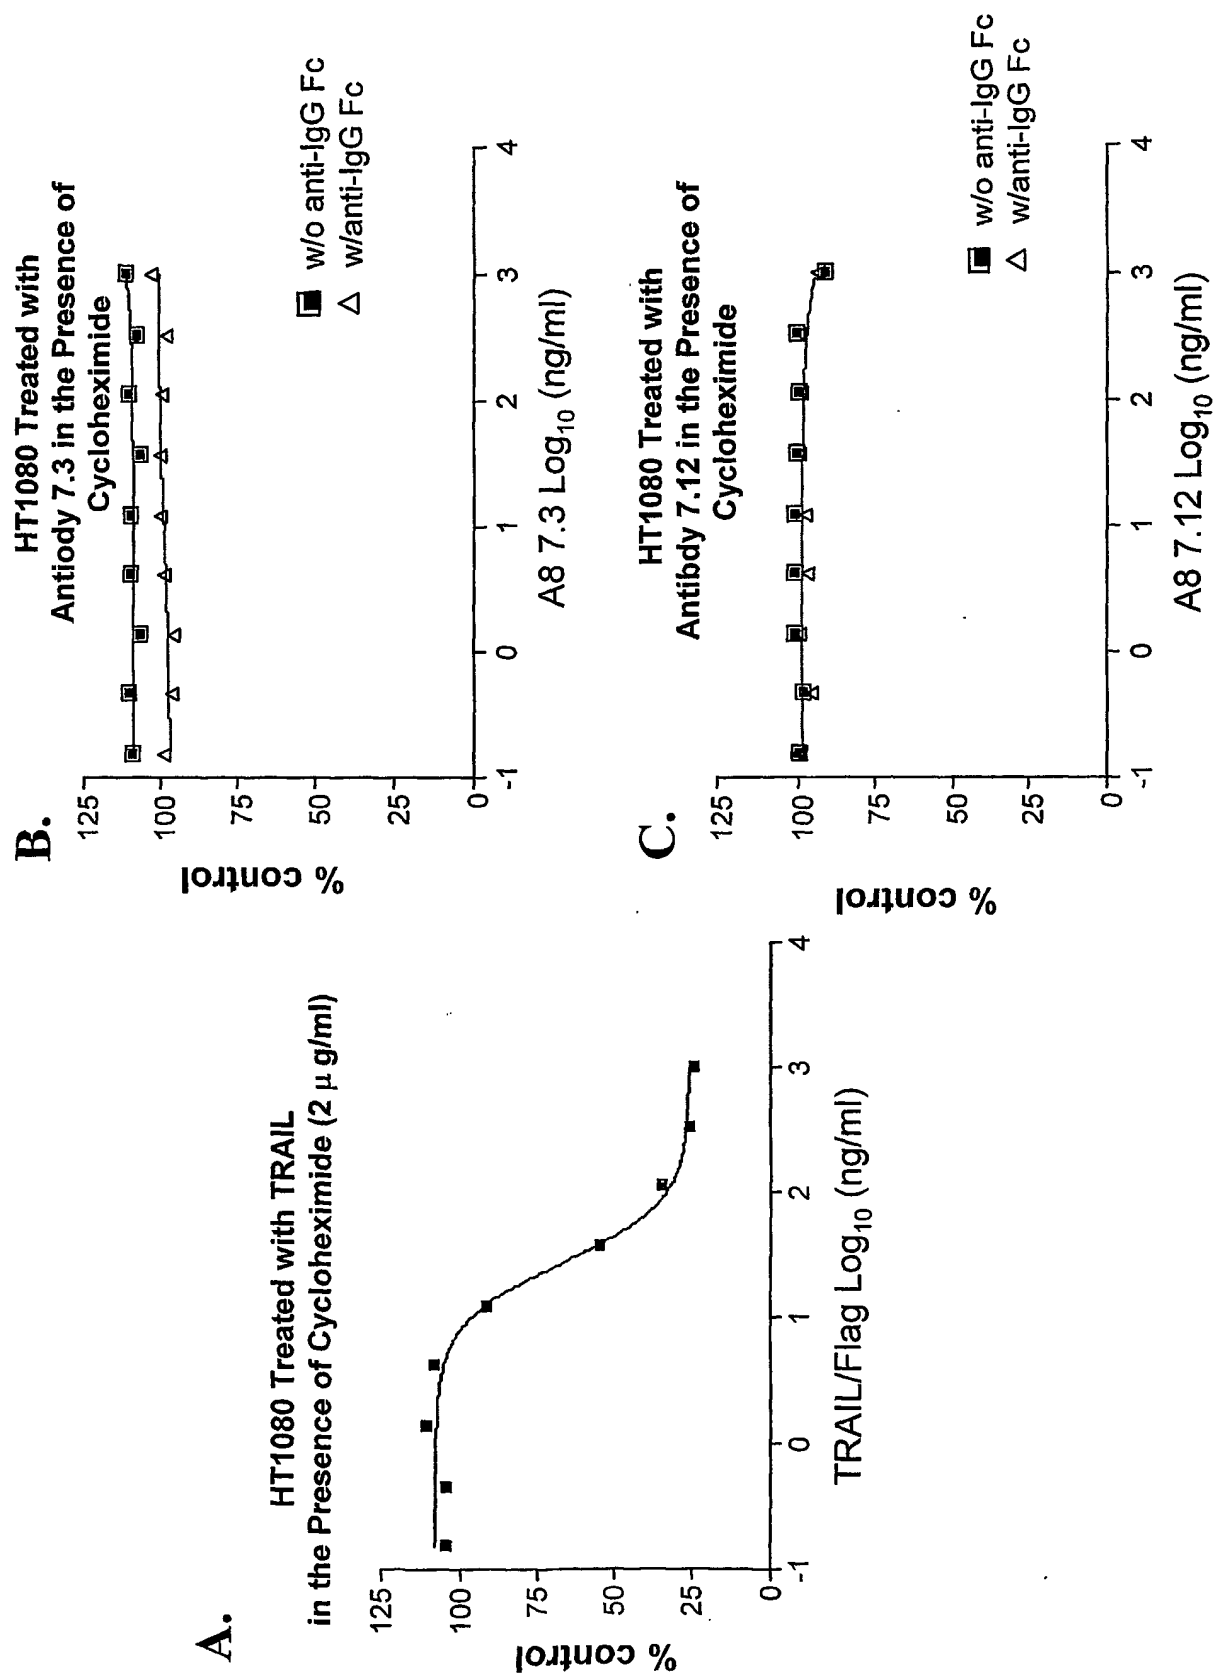 A.
HT1080 Treated with TRAIL
in the Presence of Cycloheximide (2 μ g/ml)
% control
125
100
75
50
25
0
-1
0
1
2
3
4
TRAIL/Flag Log10 (ng/ml)
B.
HT1080 Treated with
Antiody 7.3 in the Presence of
Cycloheximide
% control
125
100
75
50
25
0
-1
0
1
2
3
4
A8 7.3 Log10 (ng/ml)
w/o anti-IgG Fc
w/anti-IgG Fc
C.
HT1080 Treated with
Antibdy 7.12 in the Presence of
Cycloheximide
% control
125
100
75
50
25
0
-1
0
1
2
3
4
A8 7.12 Log10 (ng/ml)
w/o anti-IgG Fc
w/anti-IgG Fc